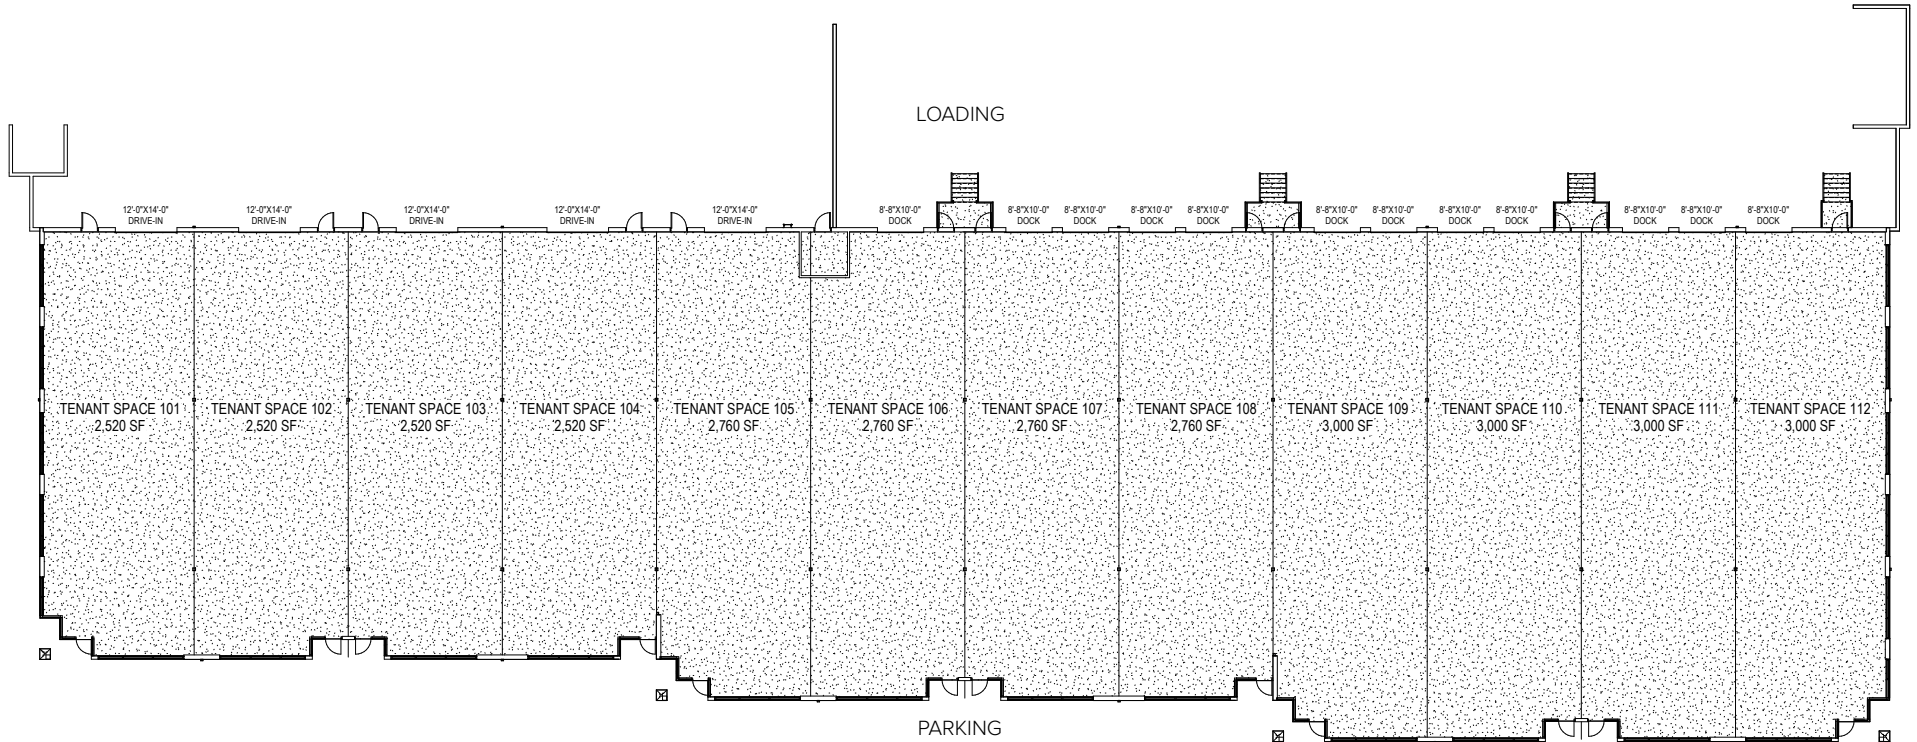 LOADING
12'-0"X14'-0"
DRIVE-IN
12'-0"X14'-0"
DRIVE-IN
12'-0"X14'-0"
DRIVE-IN
12'-0"X14'-0"
DRIVE-IN
12'-0"X14'-0"
DRIVE-IN
8'-8"X10'-0"
DOCK
8'-8"X10'-0"
DOCK
8'-8"X10'-0"
DOCK
8'-8"X10'-0"
DOCK
8'-8"X10'-0"
DOCK
8'-8"X10'-0"
DOCK
8'-8"X10'-0"
DOCK
8'-8"X10'-0"
DOCK
8'-8"X10'-0"
DOCK
8'-8"X10'-0"
DOCK
8'-8"X10'-0"
DOCK
8'-8"X10'-0"
DOCK
TENANT SPACE 101
2,520 SF
TENANT SPACE 102
2,520 SF
TENANT SPACE 103
2,520 SF
TENANT SPACE 104
2,520 SF
TENANT SPACE 105
2,760 SF
TENANT SPACE 106
2,760 SF
TENANT SPACE 107
2,760 SF
TENANT SPACE 108
2,760 SF
TENANT SPACE 109
3,000 SF
TENANT SPACE 110
3,000 SF
TENANT SPACE 111
3,000 SF
TENANT SPACE 112
3,000 SF
PARKING